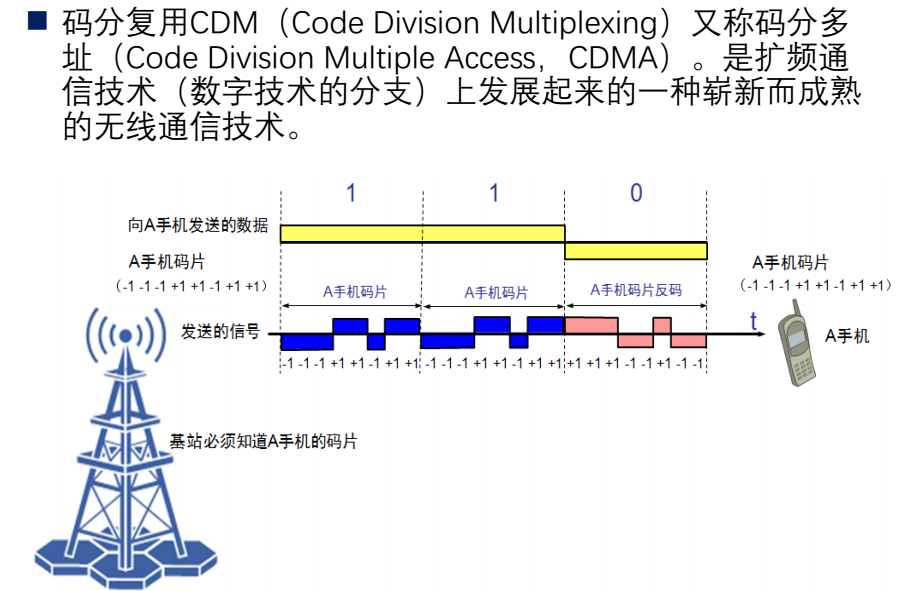 码分复用CDM（Code Division Multiplexing）又称码分多
址（Code Division Multiple Access，CDMA）。是扩频通
信技术（数字技术的分支）上发展起来的一种崭新而成熟
的无线通信技术。
1 1 0
向A手机发送的数据
A手机码片
（-1 -1 -1 +1 +1 -1 +1 +1）
A手机码片 A手机码片 A手机码片反码
A手机码片
（-1 -1 -1 +1 +1 -1 +1 +1）
发送的信号
t
A手机
-1 -1 -1 +1 +1 -1 +1 +1 -1 -1 -1 +1 +1 -1 +1 +1 +1 +1 +1 -1 -1 +1 -1 -1
基站必须知道A手机的码片